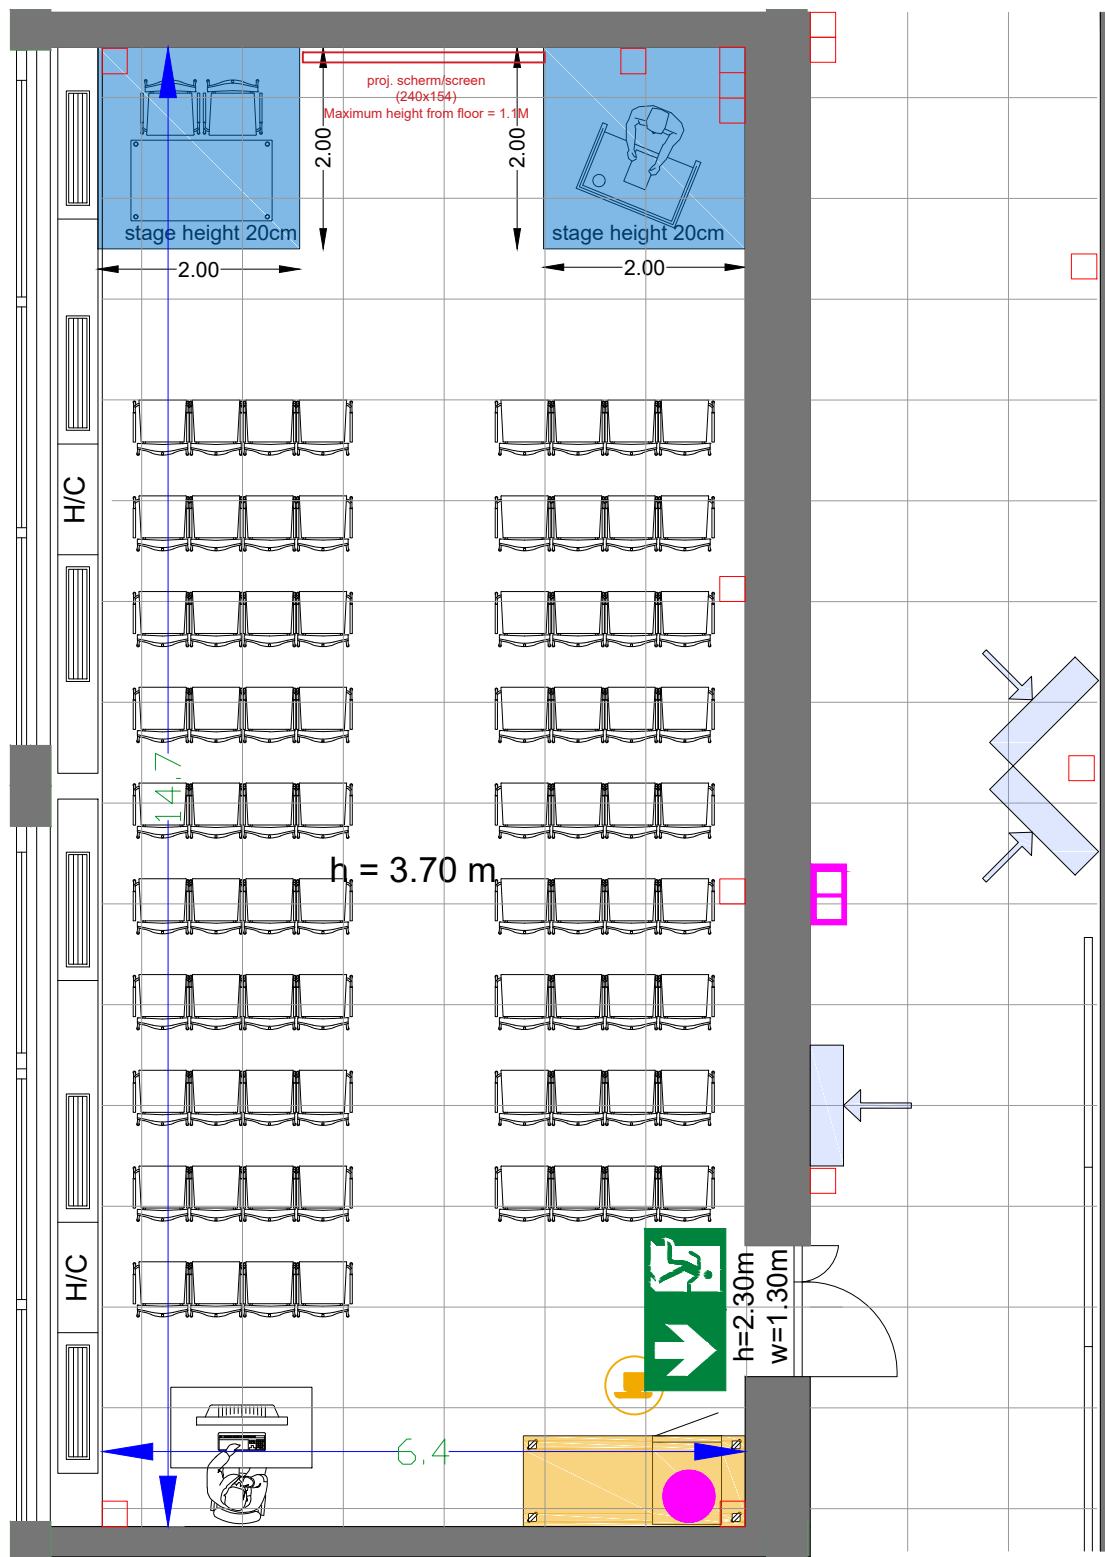 proj. scherm/screen
(240x154)
Maximum height from floor = 1.1M
2.00
2.00
stage height 20cm
stage height 20cm
2.00
2.00
H/C
14,7
h = 3.70 m
H/C
h=2.30m
w=1.30m
6,4